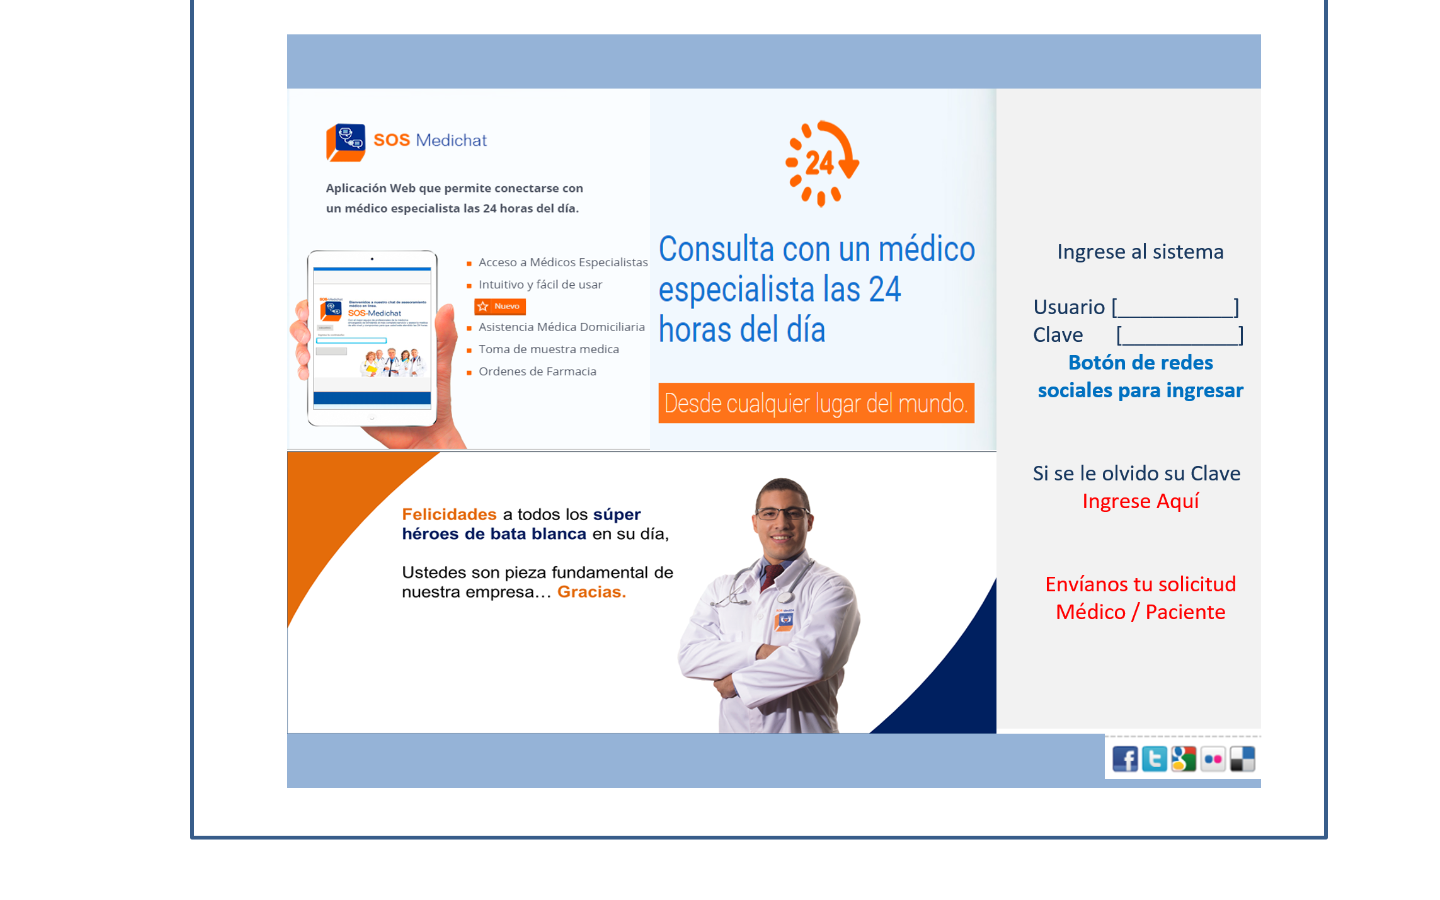 SOS Medichat
Aplicación Web que permite conectarse con
un médico especialista las 24 horas del día.
Acceso a Médicos Especialistas
Intuitivo y fácil de usar
Nuevo
Asistencia Médica Domiciliaria
Toma de muestra medica
Ordenes de Farmacia
SOS-Medichat
24
Consulta con un médico
especialista las 24
horas del día
Desde cualquier lugar del mundo.
Felicidades a todos los súper
héroes de bata blanca en su día,
Ustedes son pieza fundamental de
nuestra empresa… Gracias.
Ingrese al sistema
Usuario [__________]
Clave [__________]
Botón de redes
sociales para ingresar
Si se le olvido su Clave
Ingrese Aquí
Envíanos tu solicitud
Médico / Paciente